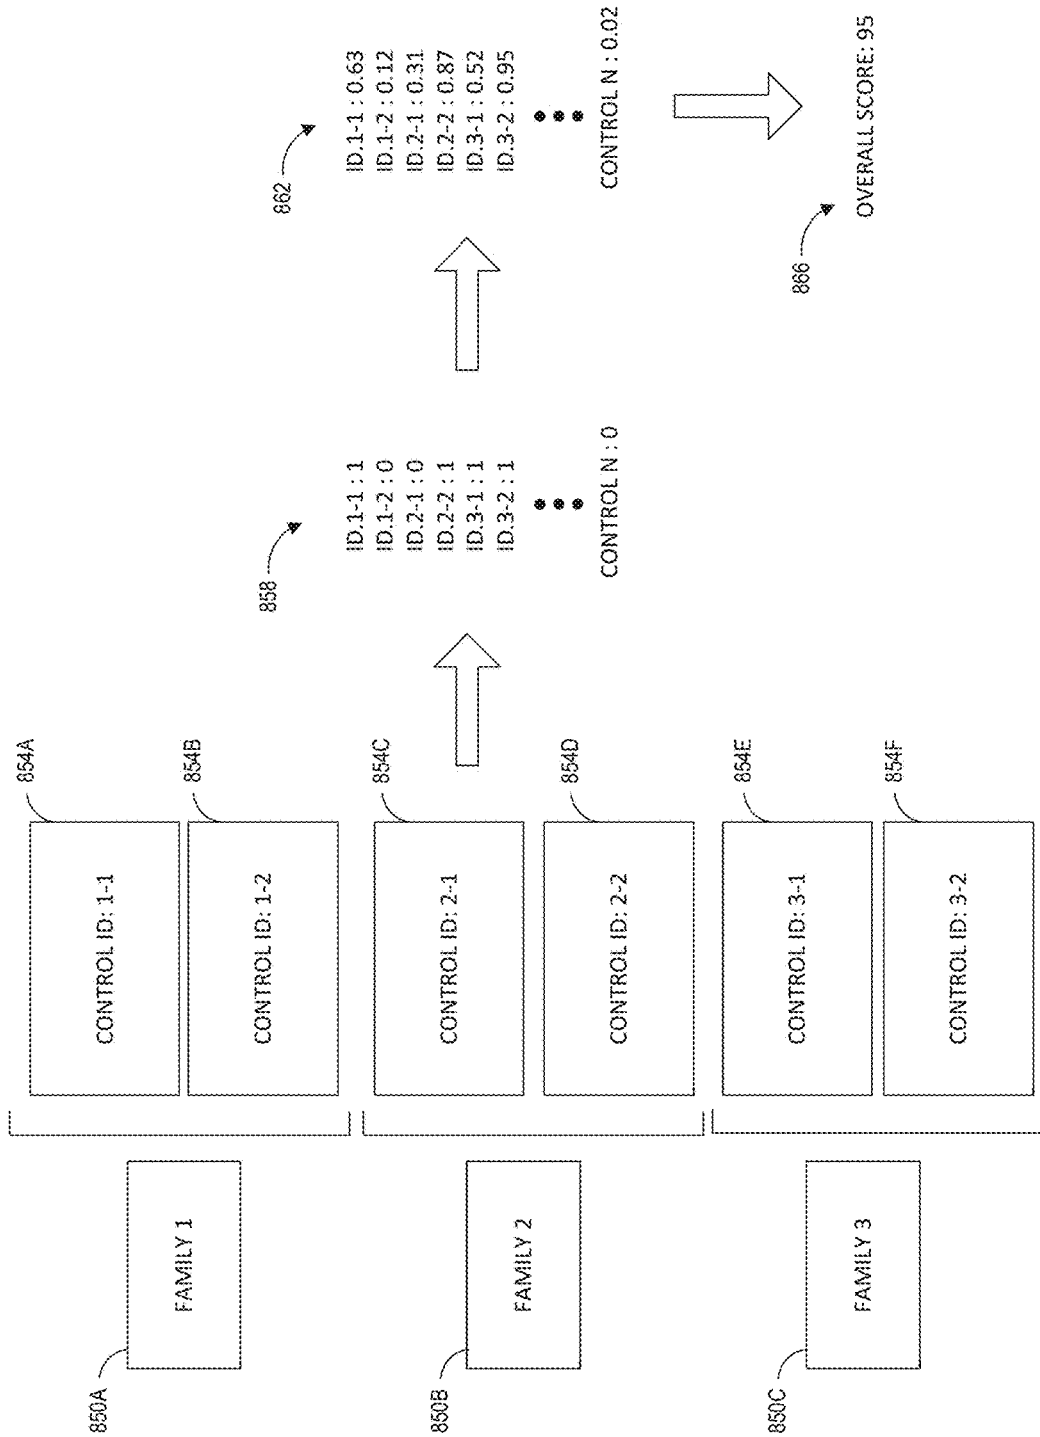 850A
FAMILY 1
850B
FAMILY 2
850C
FAMILY 3
854A
CONTROL ID: 1-1
854B
CONTROL ID: 1-2
854C
CONTROL ID: 2-1
854D
CONTROL ID: 2-2
854E
CONTROL ID: 3-1
854F
CONTROL ID: 3-2
858
ID.1-1 : 1
ID.1-2 : 0
ID.2-1 : 0
ID.2-2 : 1
ID.3-1 : 1
ID.3-2 : 1
CONTROL N : 0
862
ID.1-1 : 0.63
ID.1-2 : 0.12
ID.2-1 : 0.31
ID.2-2 : 0.87
ID.3-1 : 0.52
ID.3-2 : 0.95
CONTROL N : 0.02
866
OVERALL SCORE: 95